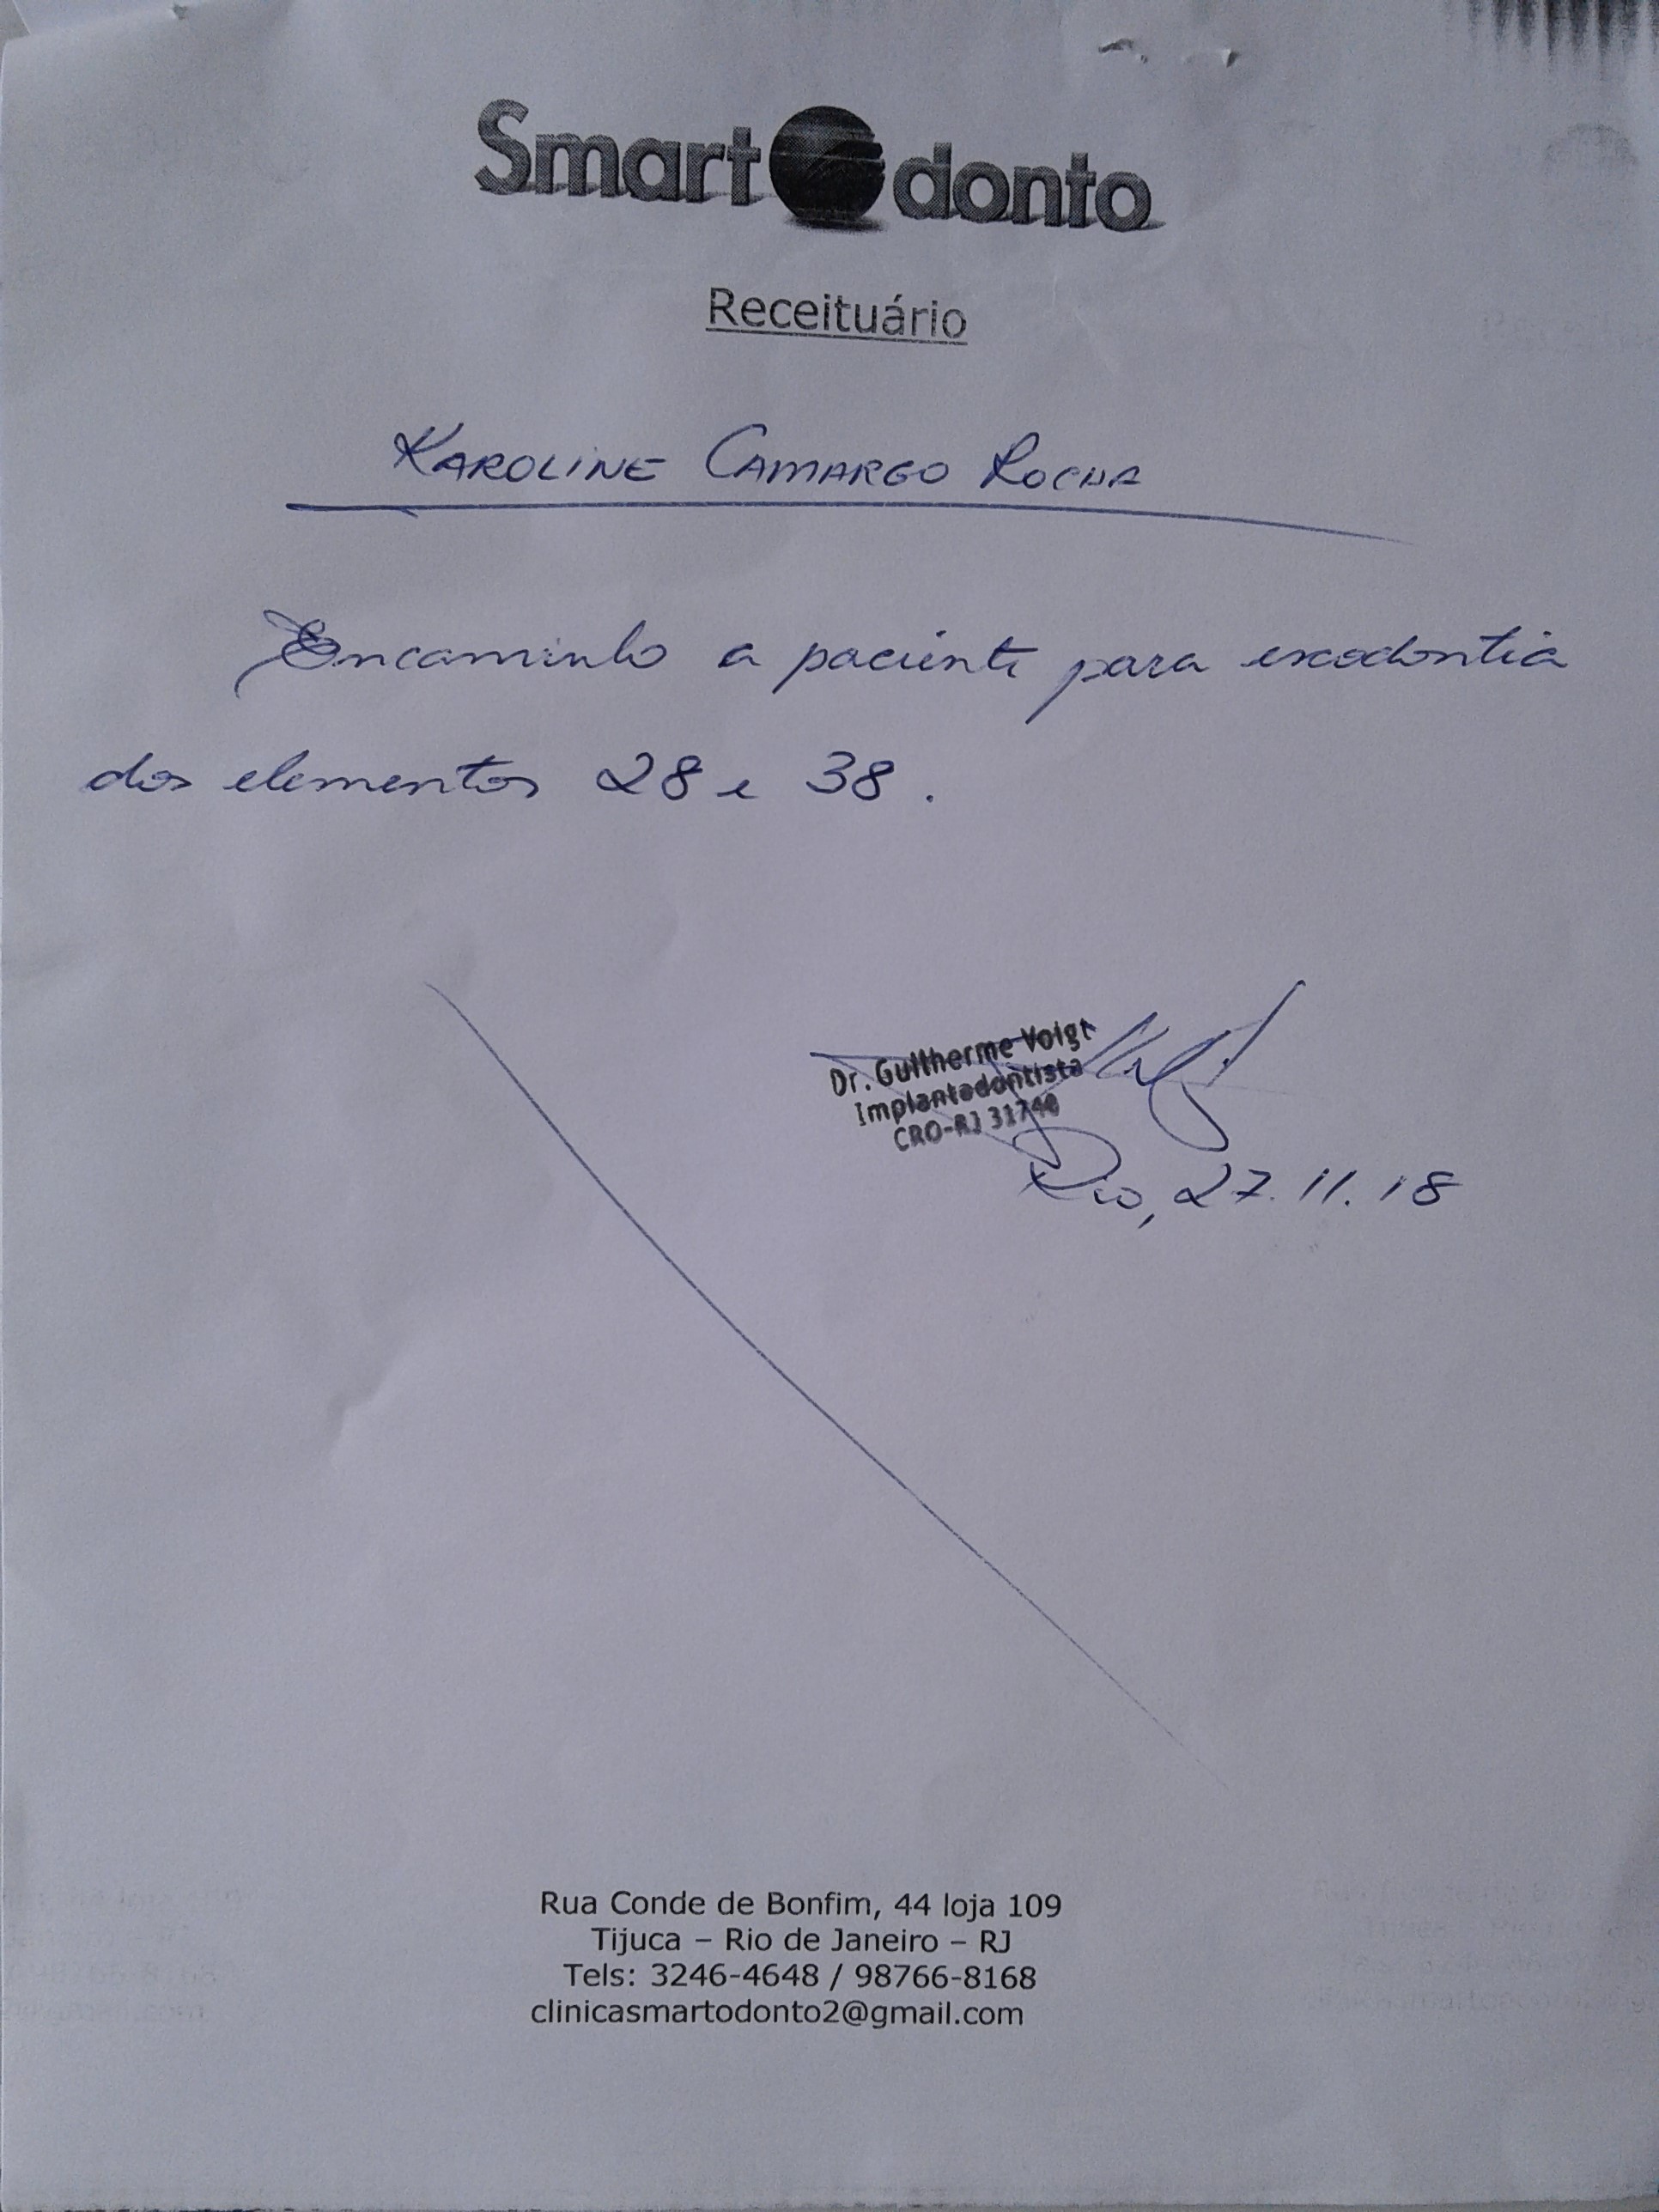 Smart Odonto
Receituário
KAROLINE CAMARGO ROCHA
Encaminho a paciente para exodontia
dos elementos 28 e 38.
Dr. Guilherme Voigt
Implantodontista
CRO-RJ 31740
Rio, 27.11.18
Rua Conde de Bonfim, 44 loja 109
Tijuca – Rio de Janeiro – RJ
Tels: 3246-4648 / 98766-8168
clinicasmartodonto2@gmail.com